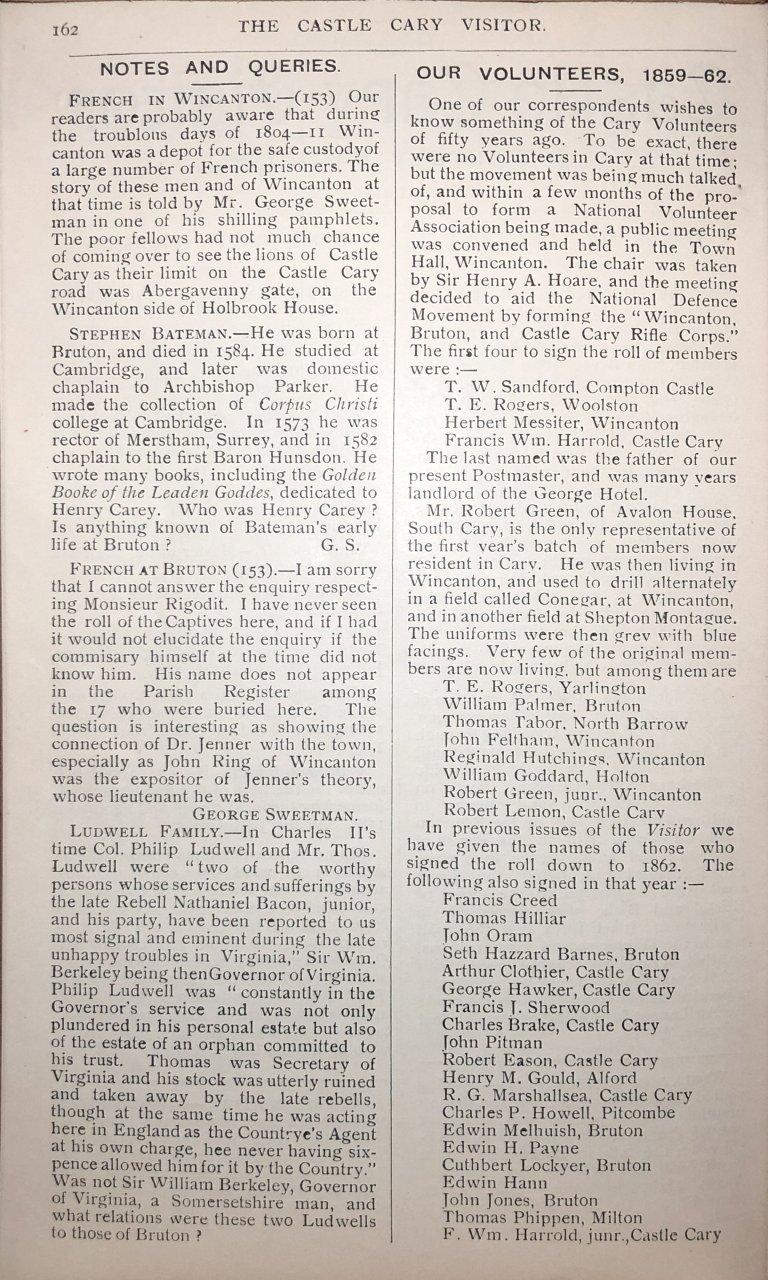 162
THE CASTLE CARY VISITOR.
NOTES AND QUERIES.
FRENCH IN WINCANTON.—(153) Our
readers are probably aware that during
the troublous days of 1804—11 Win-
canton was a depot for the safe custodyof
a large number of French prisoners. The
story of these men and of Wincanton at
that time is told by Mr. George Sweet-
man in one of his shilling pamphlets.
The poor fellows had not much chance
of coming over to see the lions of Castle
Cary as their limit on the Castle Cary
road was Abergavenny gate, on the
Wincanton side of Holbrook House.
STEPHEN BATEMAN.—He was born at
Bruton, and died in 1584. He studied at
Cambridge, and later was domestic
chaplain to Archbishop Parker. He
made the collection of Corpus Christi
college at Cambridge. In 1573 he was
rector of Merstham, Surrey, and in 1582
chaplain to the first Baron Hunsdon. He
wrote many books, including the Golden
Booke of the Leaden Goddes, dedicated to
Henry Carey. Who was Henry Carey ?
Is anything known of Bateman's early
life at Bruton ? G. S.
FRENCH AT BRUTON (153).—I am sorry
that I cannot answer the enquiry respect-
ing Monsieur Rigodit. I have never seen
the roll of the Captives here, and if I had
it would not elucidate the enquiry if the
commisary himself at the time did not
know him. His name does not appear
in the Parish Register among
the 17 who were buried here. The
question is interesting as showing the
connection of Dr. Jenner with the town,
especially as John Ring of Wincanton
was the expositor of Jenner's theory,
whose lieutenant he was.
GEORGE SWEETMAN.
LUDWELL FAMILY.—In Charles II's
time Col. Philip Ludwell and Mr. Thos.
Ludwell were “two of the worthy
persons whose services and sufferings by
the late Rebell Nathaniel Bacon, junior,
and his party, have been reported to us
most signal and eminent during the late
unhappy troubles in Virginia,” Sir Wm.
Berkeley being then Governor of Virginia.
Philip Ludwell was “constantly in the
Governor's service and was not only
plundered in his personal estate but also
of the estate of an orphan committed to
his trust. Thomas was Secretary of
Virginia and his stock was utterly ruined
and taken away by the late rebells,
though at the same time he was acting
here in England as the Countrye's Agent
at his own charge, hee never having six-
pence allowed him for it by the Country.”
Was not Sir William Berkeley, Governor
of Virginia, a Somersetshire man, and
what relations were these two Ludwells
to those of Bruton ?
OUR VOLUNTEERS, 1859—62.
One of our correspondents wishes to
know something of the Cary Volunteers
of fifty years ago. To be exact, there
were no Volunteers in Cary at that time;
but the movement was being much talked
of, and within a few months of the pro-
posal to form a National Volunteer
Association being made, a public meeting
was convened and held in the Town
Hall, Wincanton. The chair was taken
by Sir Henry A. Hoare, and the meeting
decided to aid the National Defence
Movement by forming the “Wincanton,
Bruton, and Castle Cary Rifle Corps.”
The first four to sign the roll of members
were :—
T. W. Sandford, Compton Castle
T. E. Rogers, Woolston
Herbert Messiter, Wincanton
Francis Wm. Harrold, Castle Cary
The last named was the father of our
present Postmaster, and was many years
landlord of the George Hotel.
Mr. Robert Green, of Avalon House,
South Cary, is the only representative of
the first year's batch of members now
resident in Cary. He was then living in
Wincanton, and used to drill alternately
in a field called Conegar, at Wincanton,
and in another field at Shepton Montague.
The uniforms were then grey with blue
facings. Very few of the original mem-
bers are now living, but among them are
T. E. Rogers, Yarlington
William Palmer, Bruton
Thomas Tabor, North Barrow
John Feltham, Wincanton
Reginald Hutchings, Wincanton
William Goddard, Holton
Robert Green, junr., Wincanton
Robert Lemon, Castle Cary
In previous issues of the Visitor we
have given the names of those who
signed the roll down to 1862. The
following also signed in that year :—
Francis Creed
Thomas Hilliar
John Oram
Seth Hazzard Barnes, Bruton
Arthur Clothier, Castle Cary
George Hawker, Castle Cary
Francis J. Sherwood
Charles Brake, Castle Cary
John Pitman
Robert Eason, Castle Cary
Henry M. Gould, Alford
R. G. Marshallsea, Castle Cary
Charles P. Howell, Pitcombe
Edwin Melhuish, Bruton
Edwin H. Payne
Cuthbert Lockyer, Bruton
Edwin Hann
John Jones, Bruton
Thomas Phippen, Milton
F. Wm. Harrold, junr.,Castle Cary